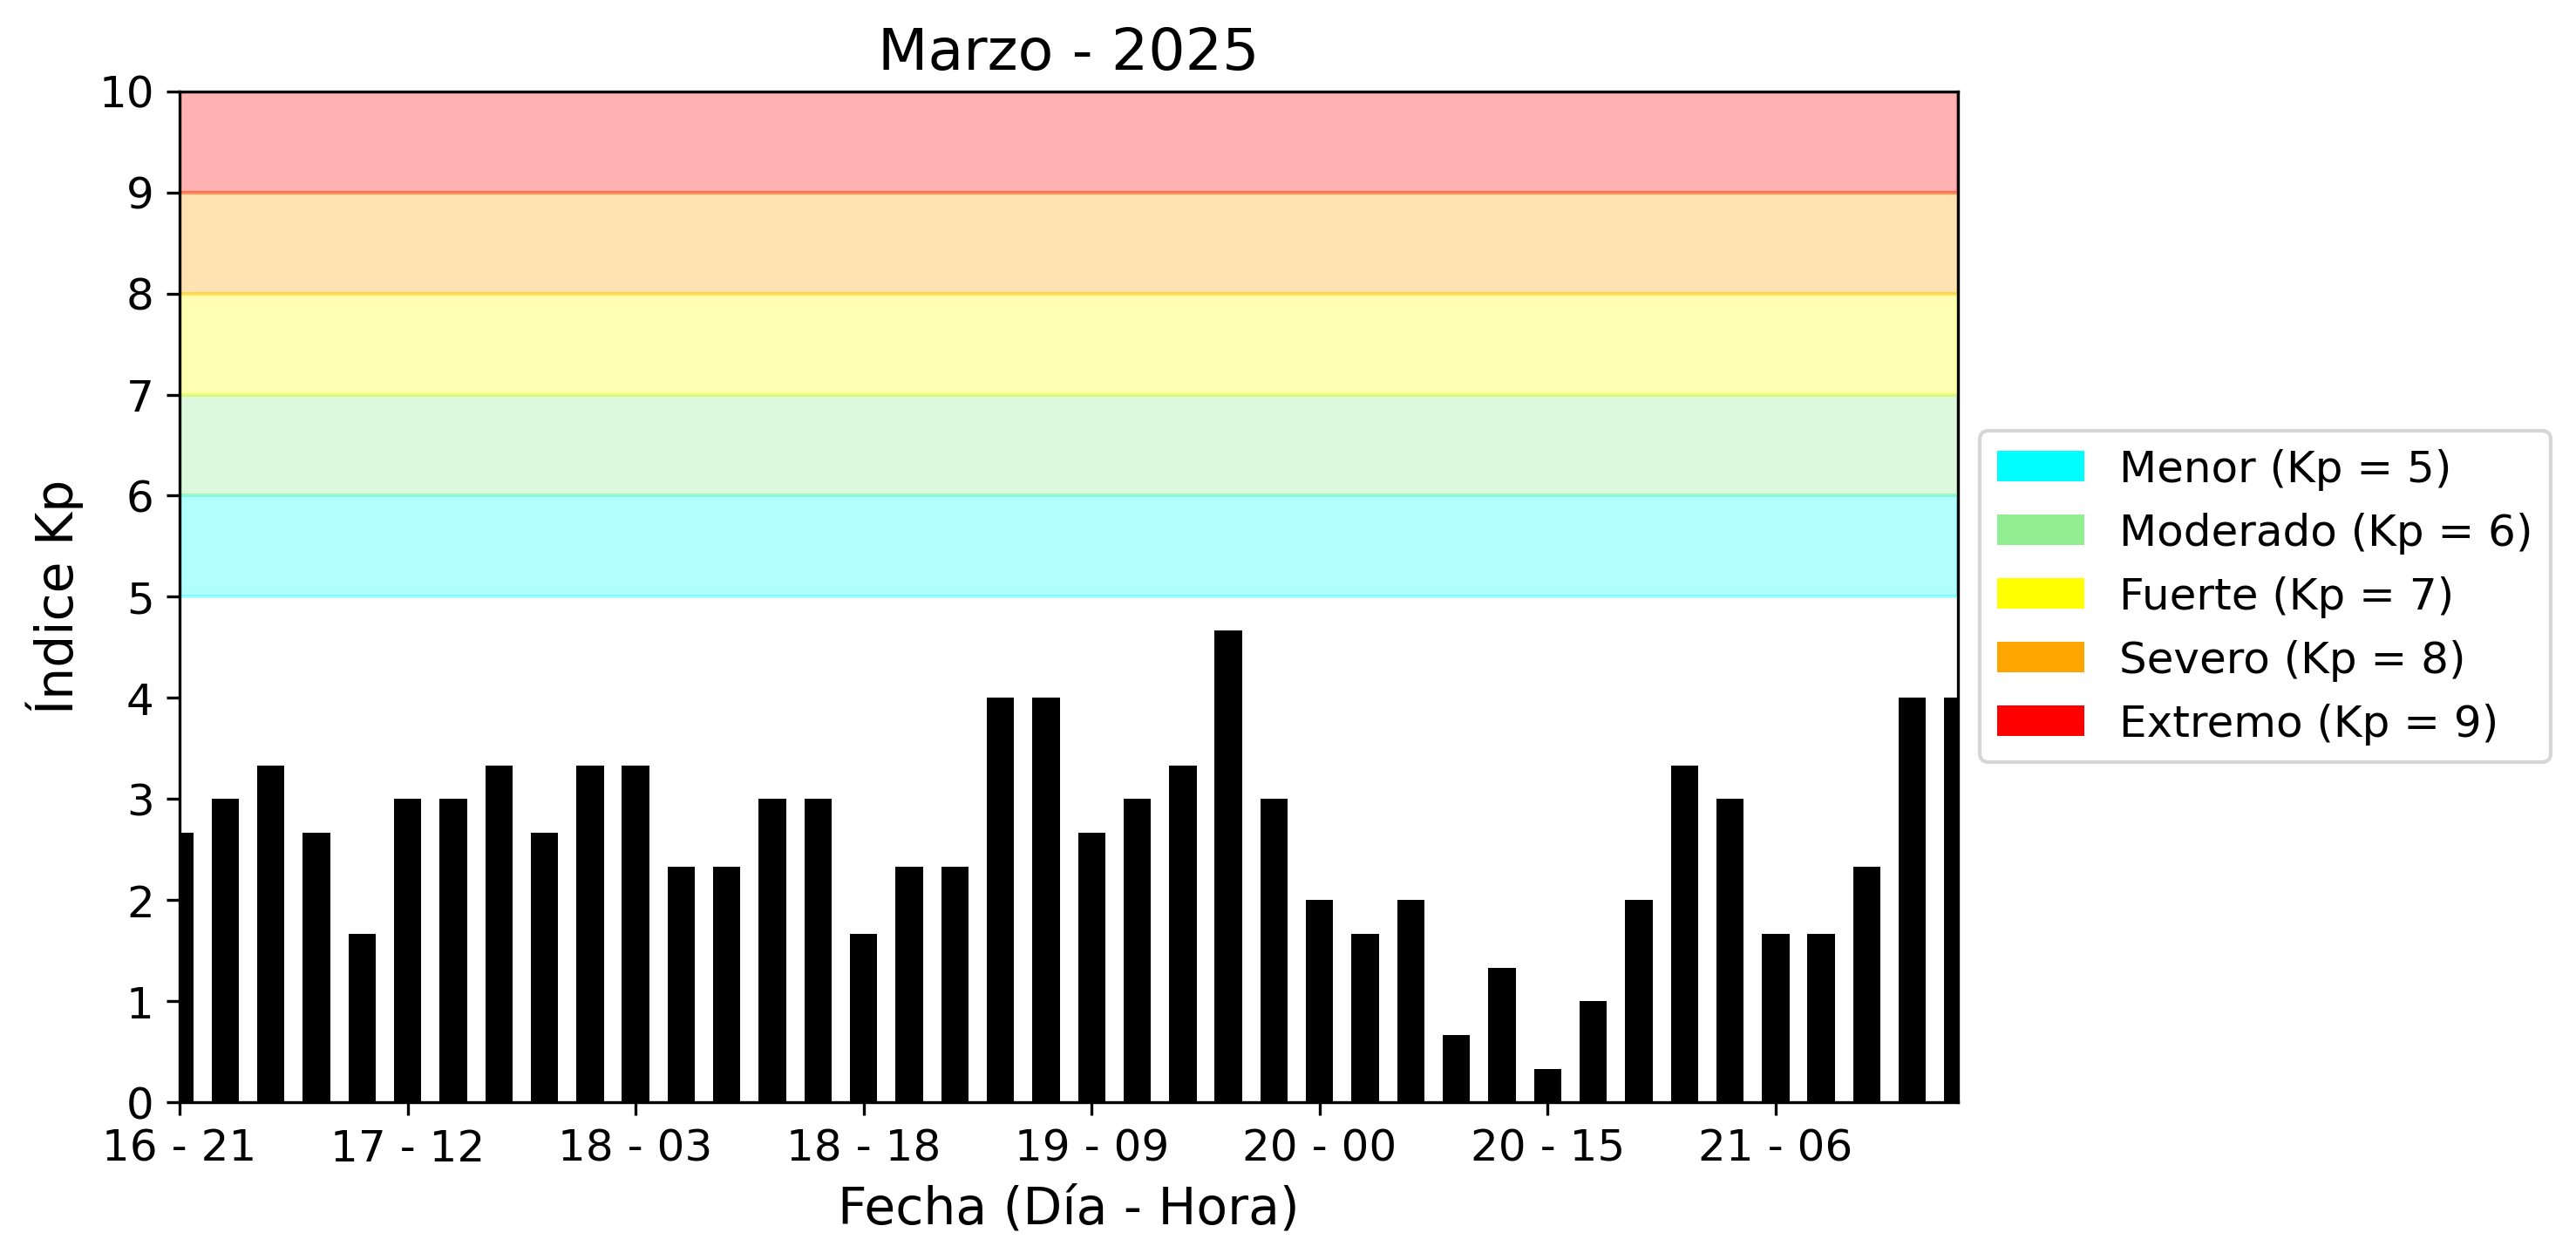 Marzo - 2025
10
9
8
7
6
5
4
3
2
1
0
Índice Kp
16 - 21
17 - 12
18 - 03
18 - 18
19 - 09
20 - 00
20 - 15
21 - 06
Fecha (Día - Hora)
Menor (Kp = 5)
Moderado (Kp = 6)
Fuerte (Kp = 7)
Severo (Kp = 8)
Extremo (Kp = 9)